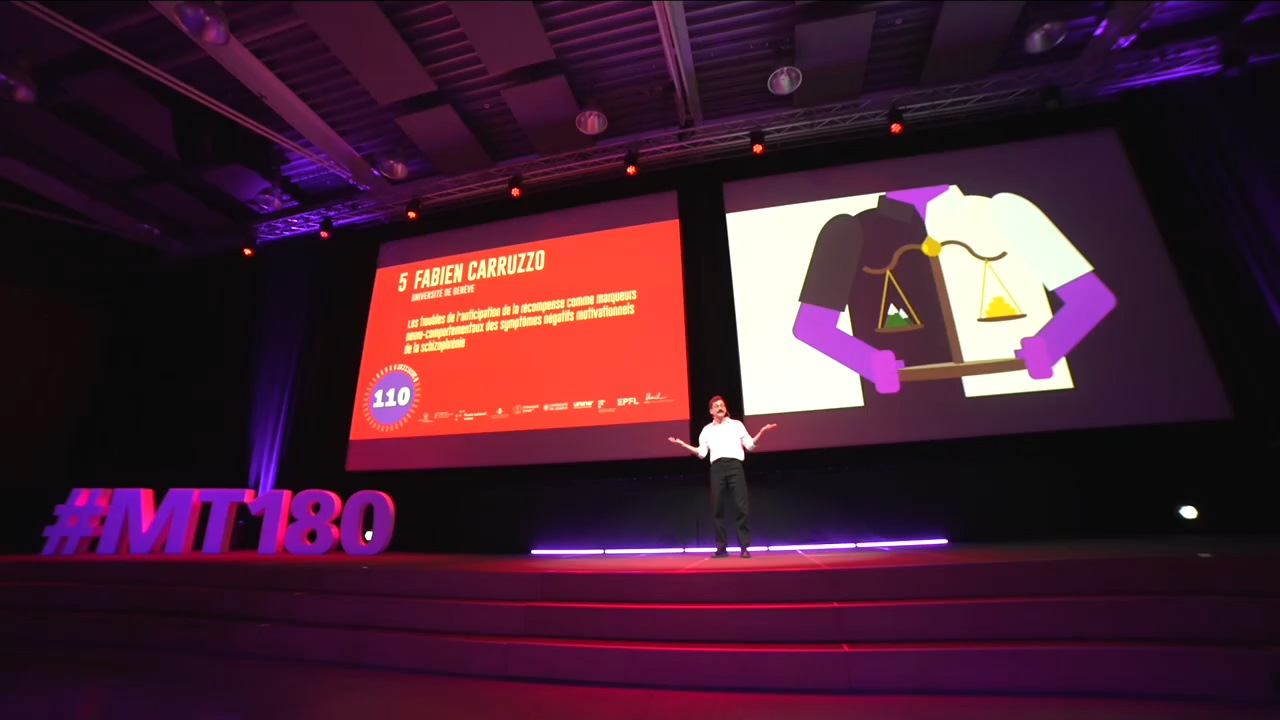 5 FABIEN CARRUZZO
UNIVERSITÉ DE GENÈVE
Les troubles de l'anticipation de la récompense comme marqueurs
neuro-comportementaux des symptômes négatifs motivationnels
de la schizophrénie
110
EPFL
#MT180